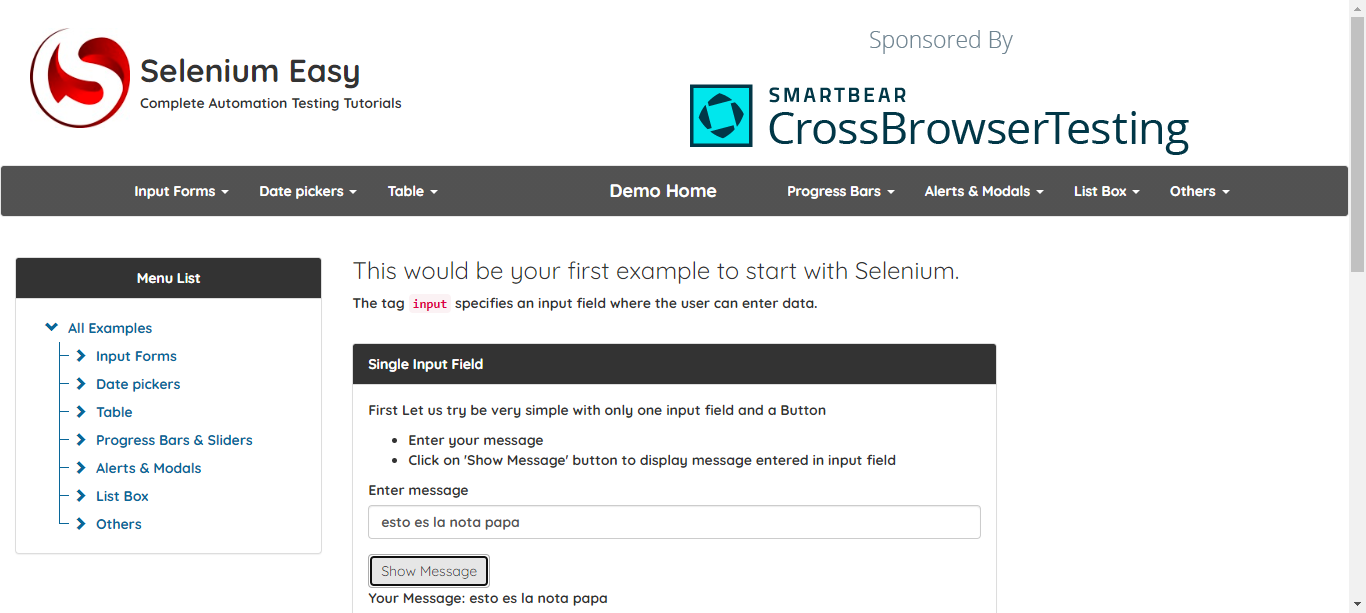 Sponsored By
Selenium Easy
Complete Automation Testing Tutorials
SMARTBEAR
CrossBrowserTesting
Input Forms Date pickers Table Demo Home Progress Bars Alerts & Modals List Box Others
Menu List
All Examples
Input Forms
Date pickers
Table
Progress Bars & Sliders
Alerts & Modals
List Box
Others
This would be your first example to start with Selenium.
The tag input specifies an input field where the user can enter data.
Single Input Field
First Let us try be very simple with only one input field and a Button
• Enter your message
• Click on 'Show Message' button to display message entered in input field
Enter message
esto es la nota papa
Show Message
Your Message: esto es la nota papa